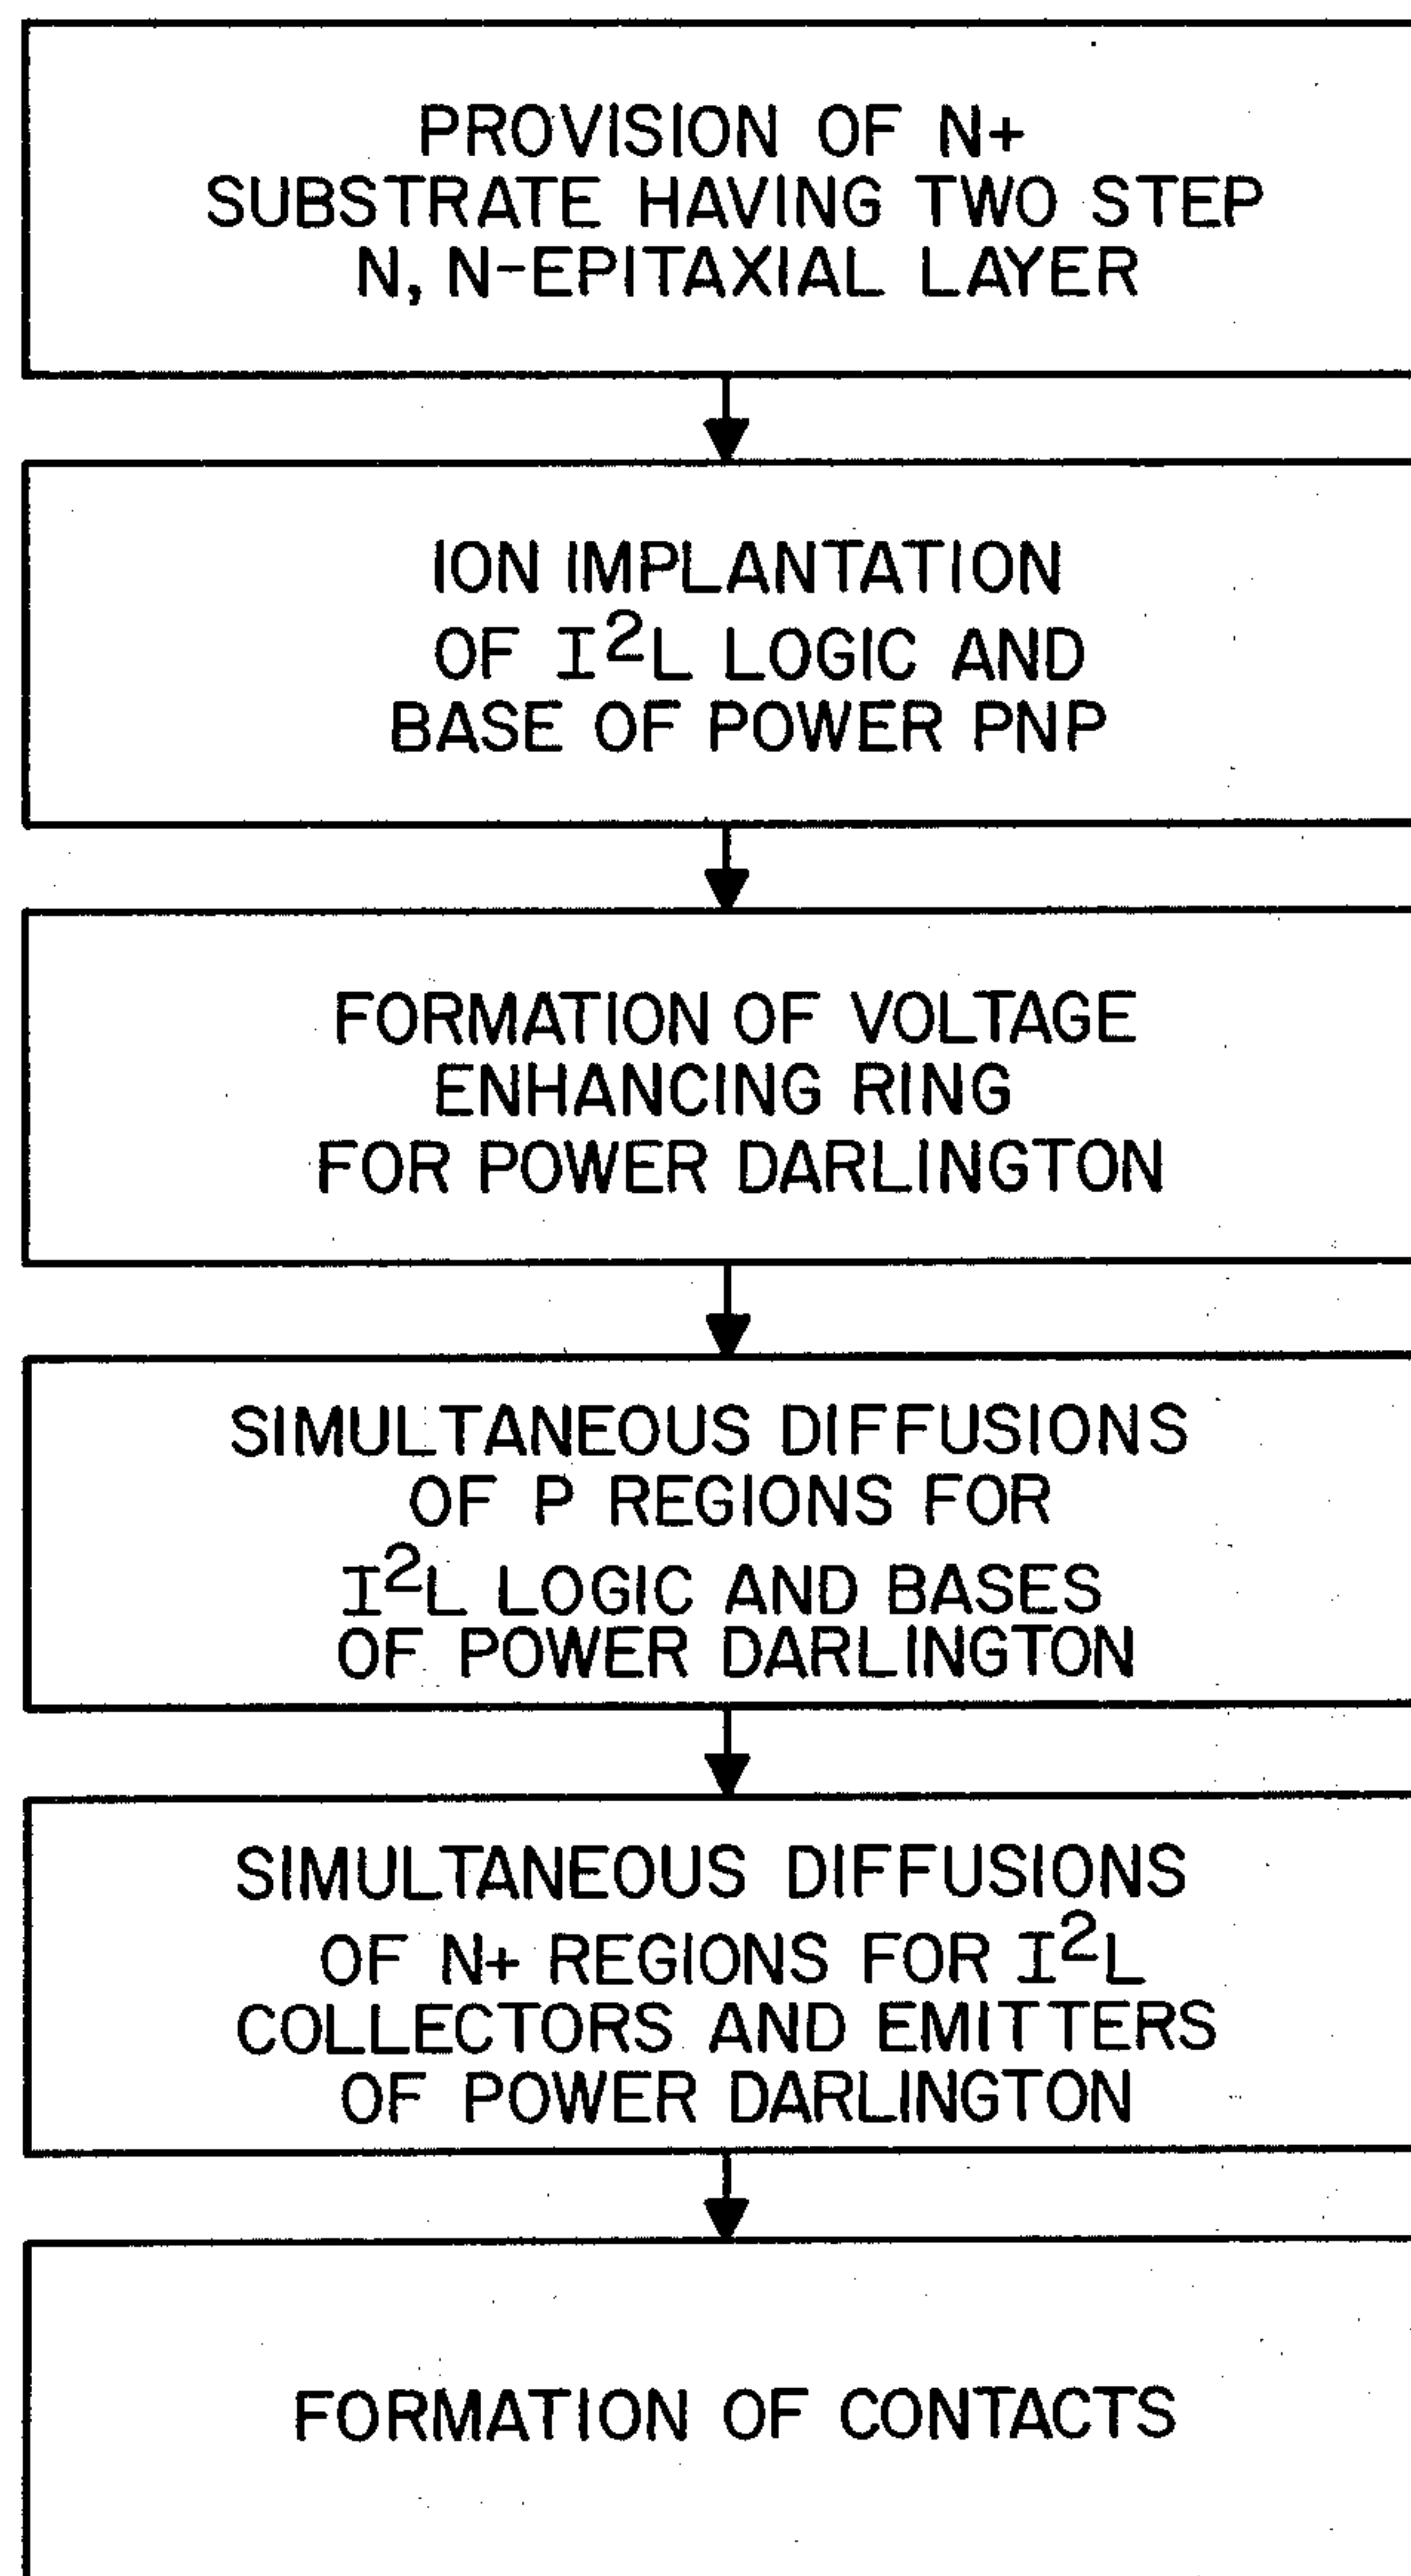 PROVISION OF N+
SUBSTRATE HAVING TWO STEP
N, N-EPITAXIAL LAYER
ION IMPLANTATION
OF I²L LOGIC AND
BASE OF POWER PNP
FORMATION OF VOLTAGE
ENHANCING RING
FOR POWER DARLINGTON
SIMULTANEOUS DIFFUSIONS
OF P REGIONS FOR
I²L LOGIC AND BASES
OF POWER DARLINGTON
SIMULTANEOUS DIFFUSIONS
OF N+ REGIONS FOR I²L
COLLECTORS AND EMITTERS
OF POWER DARLINGTON
FORMATION OF CONTACTS